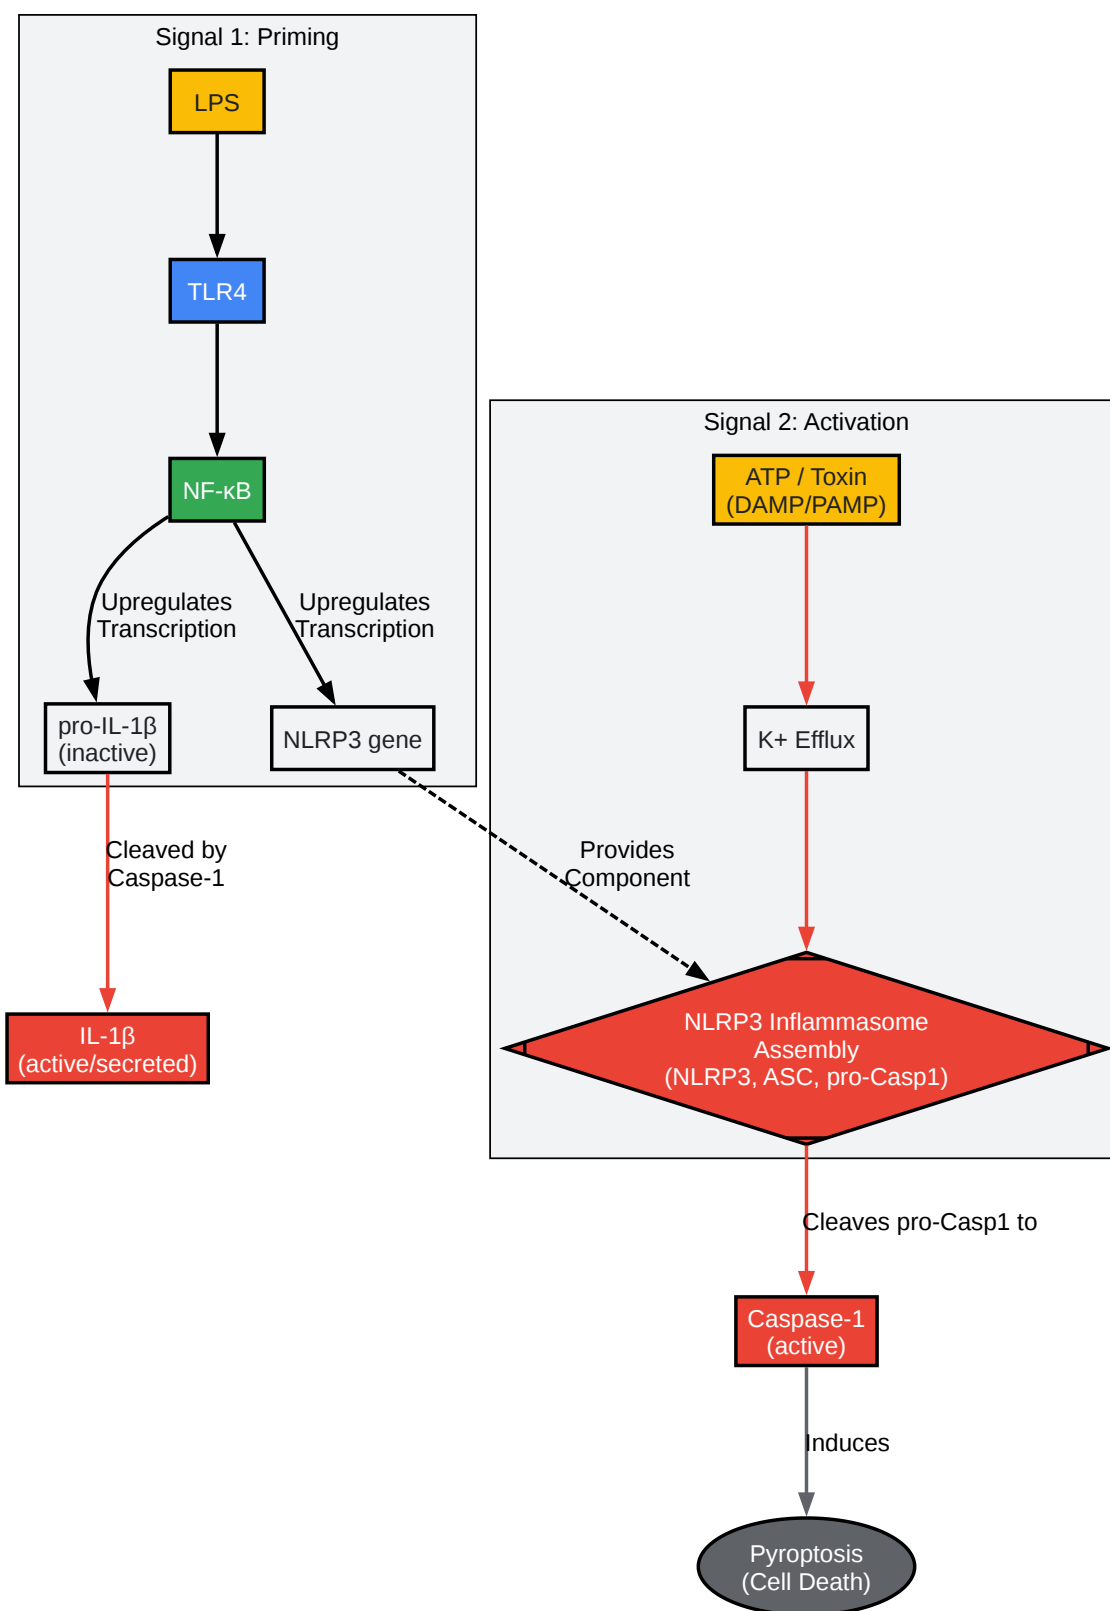 Signal 1: Priming
LPS
TLR4
NF-κB
Upregulates
Transcription
Upregulates
Transcription
pro-IL-1β
(inactive)
NLRP3 gene
Cleaved by
Caspase-1
IL-1β
(active/secreted)
Signal 2: Activation
ATP / Toxin
(DAMP/PAMP)
K+ Efflux
Provides
Component
NLRP3 Inflammasome
Assembly
(NLRP3, ASC, pro-Casp1)
Cleaves pro-Casp1 to
Caspase-1
(active)
Induces
Pyroptosis
(Cell Death)